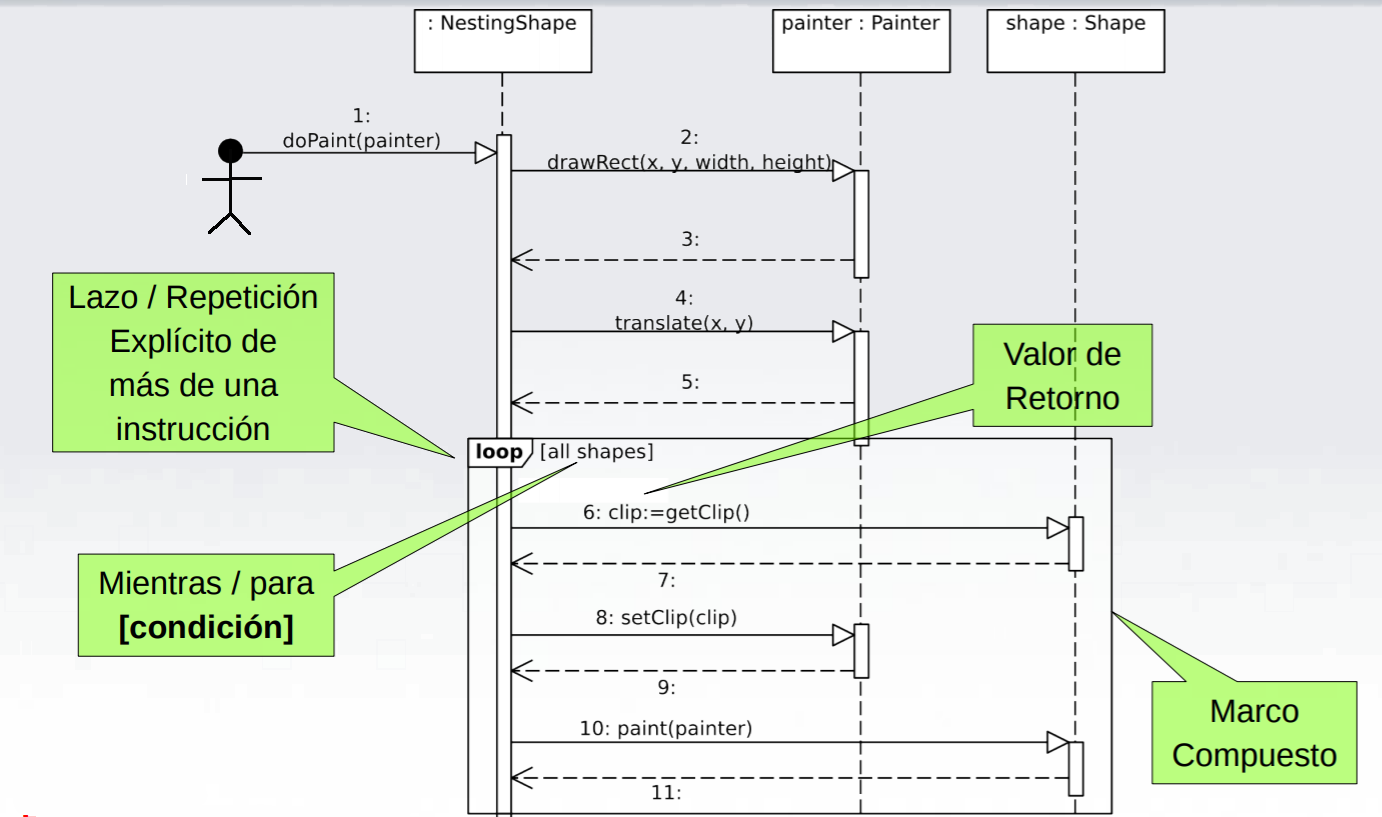 : NestingShape
painter : Painter
shape : Shape
1:
doPaint(painter)
2:
drawRect(x, y, width, height)
3:
4:
translate(x, y)
5:
Lazo / Repetición
Explícito de
más de una
instrucción
Valor de
Retorno
loop [all shapes]
6: clip:=getClip()
7:
Mientras / para
[condición]
8: setClip(clip)
9:
10: paint(painter)
11:
Marco
Compuesto